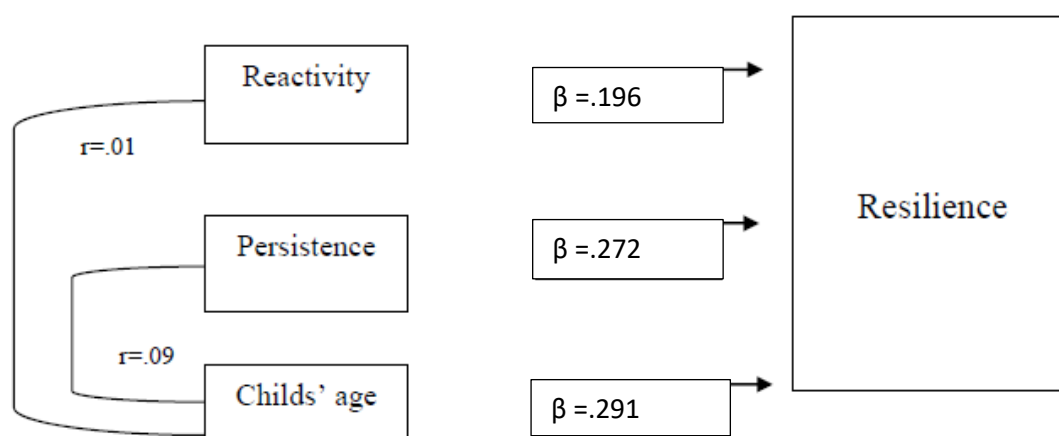 Reactivity
β =.196
r=.01
Resilience
Persistence
β =.272
r=.09
Childs’ age
β =.291